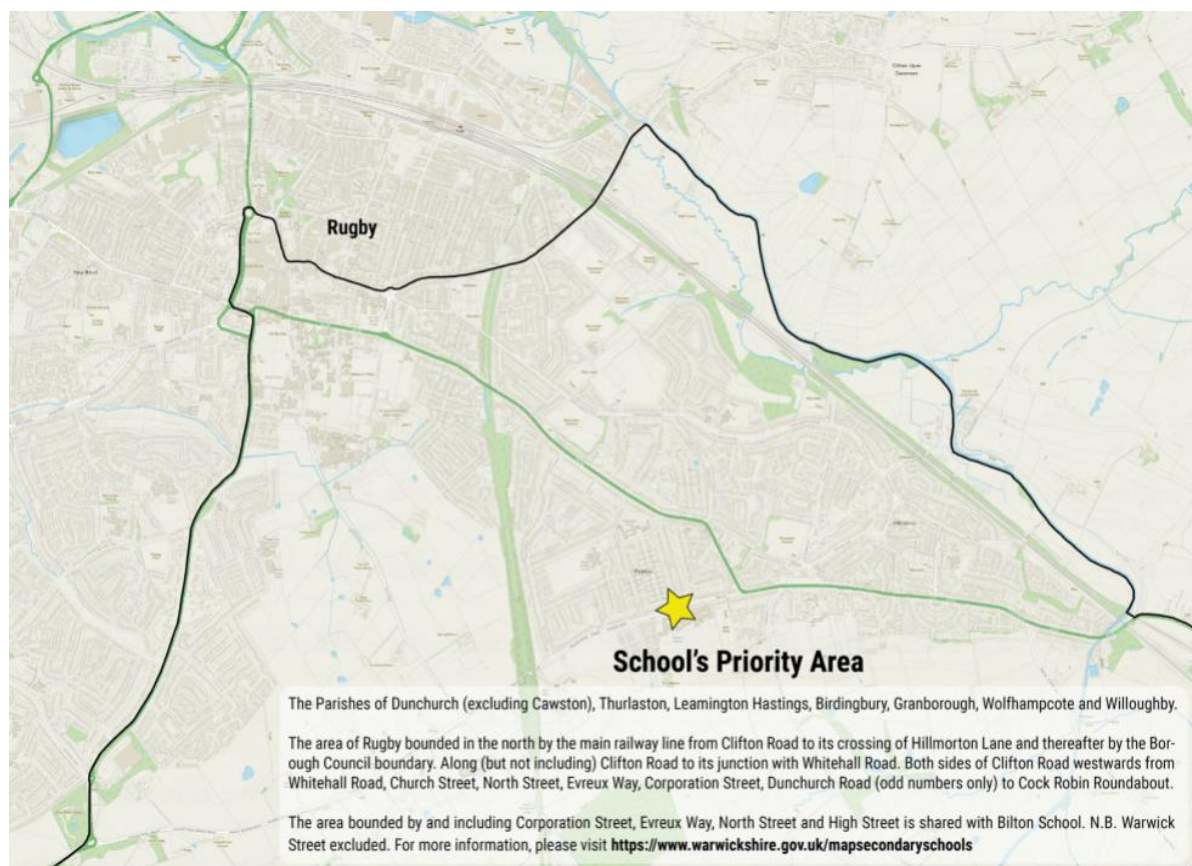 Rugby
School's Priority Area
The Parishes of Dunchurch (excluding Cawston), Thurlaston, Leamington Hastings, Birdingbury, Granborough, Wolfhampcote and Willoughby.
The area of Rugby bounded in the north by the main railway line from Clifton Road to its crossing of Hillmorton Lane and thereafter by the Bor-
ough Council boundary. Along (but not including) Clifton Road to its junction with Whitehall Road. Both sides of Clifton Road westwards from
Whitehall Road, Church Street, North Street, Evreux Way, Corporation Street, Dunchurch Road (odd numbers only) to Cock Robin Roundabout.
The area bounded by and including Corporation Street, Evreux Way, North Street and High Street is shared with Bilton School. N.B. Warwick
Street excluded. For more information, please visit https://www.warwickshire.gov.uk/mapsecondaryschools